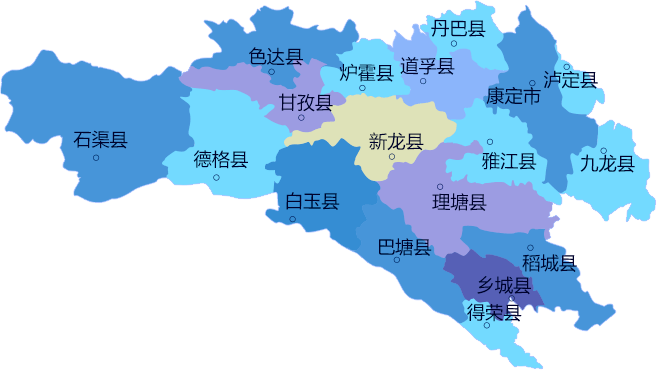 丹巴县
色达县
道孚县
炉霍县
泸定县
康定市
甘孜县
石渠县
新龙县
德格县
雅江县
九龙县
白玉县
理塘县
巴塘县
稻城县
乡城县
得荣县